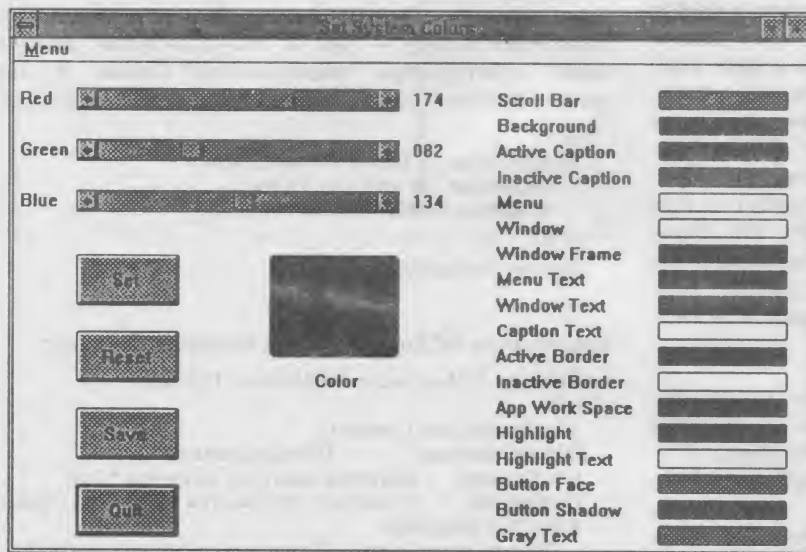 Set System Colors
Menu
Red 174
Green 082
Blue 134
Set
Reset
Save
Quit
Color
Scroll Bar
Background
Active Caption
Inactive Caption
Menu
Window
Window Frame
Menu Text
Window Text
Caption Text
Active Border
Inactive Border
App Work Space
Highlight
Highlight Text
Button Face
Button Shadow
Gray Text